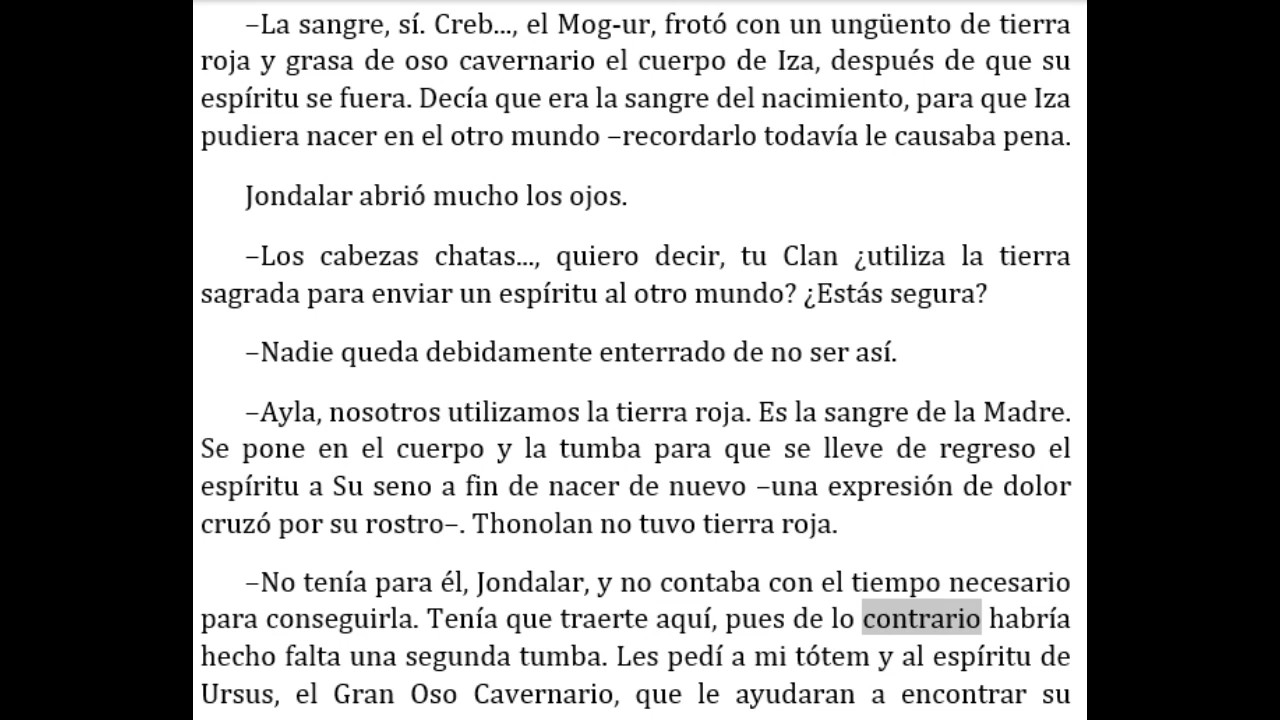 –La sangre, sí. Creb..., el Mog-ur, frotó con un ungüento de tierra
roja y grasa de oso cavernario el cuerpo de Iza, después de que su
espíritu se fuera. Decía que era la sangre del nacimiento, para que Iza
pudiera nacer en el otro mundo –recordarlo todavía le causaba pena.
Jondalar abrió mucho los ojos.
–Los cabezas chatas..., quiero decir, tu Clan ¿utiliza la tierra
sagrada para enviar un espíritu al otro mundo? ¿Estás segura?
–Nadie queda debidamente enterrado de no ser así.
–Ayla, nosotros utilizamos la tierra roja. Es la sangre de la Madre.
Se pone en el cuerpo y la tumba para que se lleve de regreso el
espíritu a Su seno a fin de nacer de nuevo –una expresión de dolor
cruzó por su rostro–. Thonolan no tuvo tierra roja.
–No tenía para él, Jondalar, y no contaba con el tiempo necesario
para conseguirla. Tenía que traerte aquí, pues de lo contrario habría
hecho falta una segunda tumba. Les pedí a mi tótem y al espíritu de
Ursus, el Gran Oso Cavernario, que le ayudaran a encontrar su